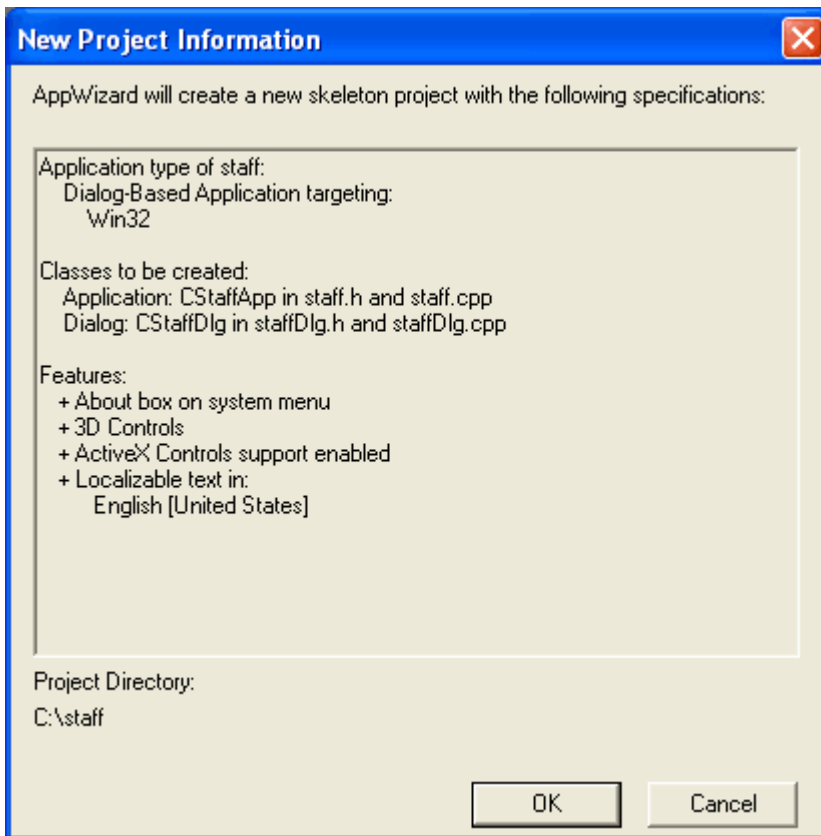 New Project Information
AppWizard will create a new skeleton project with the following specifications:
Application type of staff:
Dialog-Based Application targeting:
Win32
Classes to be created:
Application: CStaffApp in staff.h and staff.cpp
Dialog: CStaffDlg in staffDlg.h and staffDlg.cpp
Features:
+ About box on system menu
+ 3D Controls
+ ActiveX Controls support enabled
+ Localizable text in:
English [United States]
Project Directory:
C:\staff
OK Cancel